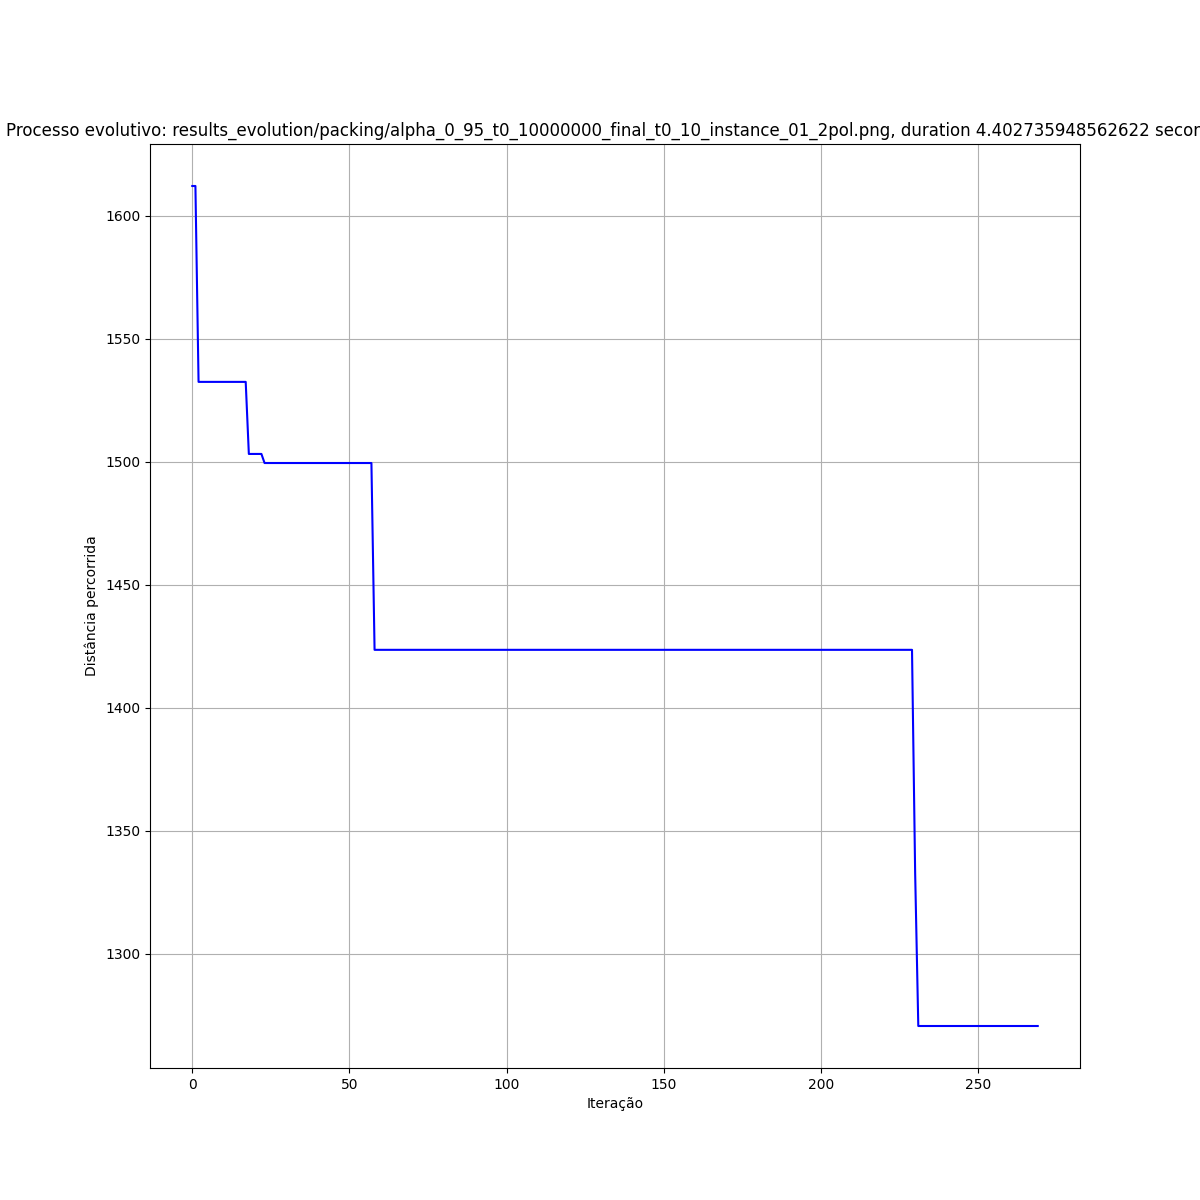 Processo evolutivo: results_evolution/packing/alpha_0_95_t0_10000000_final_t0_10_instance_01_2pol.png, duration 4.402735948562622 secor
1600
1550
1500
1450
1400
1350
1300
Distância percorrida
0 50 100 150 200 250
Iteração